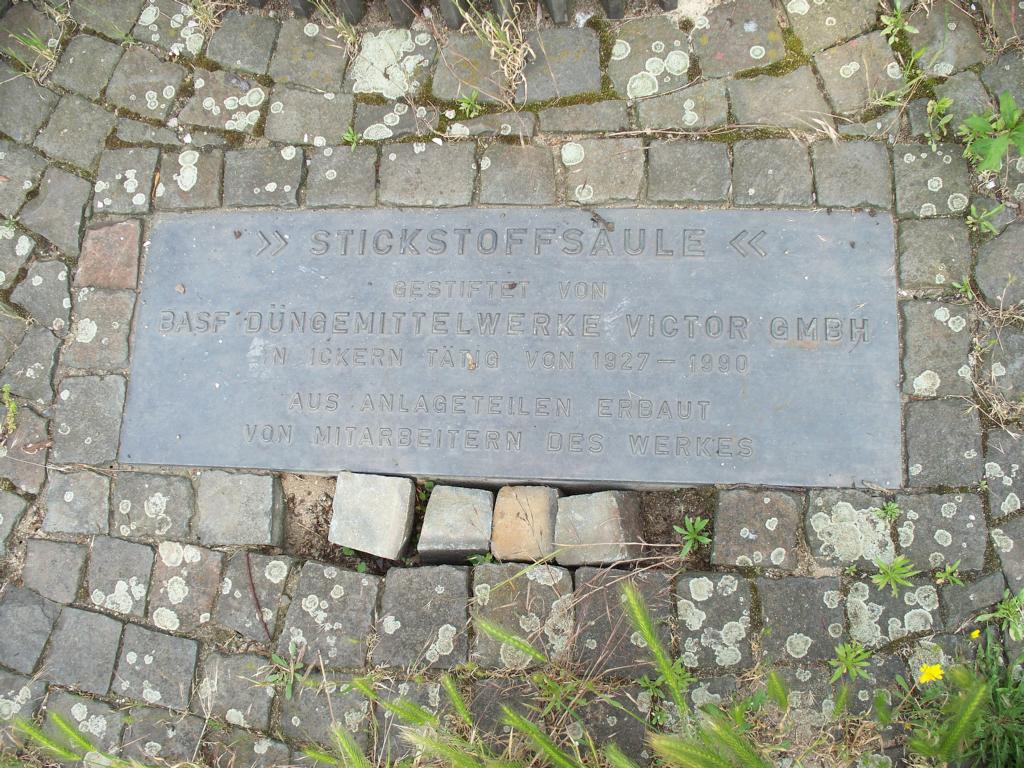 » STICKSTOFFSÄULE «
GESTIFTET VON
BASF DÜNGEMITTELWERKE VICTOR GMBH
IN ICKERN TÄTIG VON 1927 – 1990
AUS ANLAGETEILEN ERBAUT
VON MITARBEITERN DES WERKES